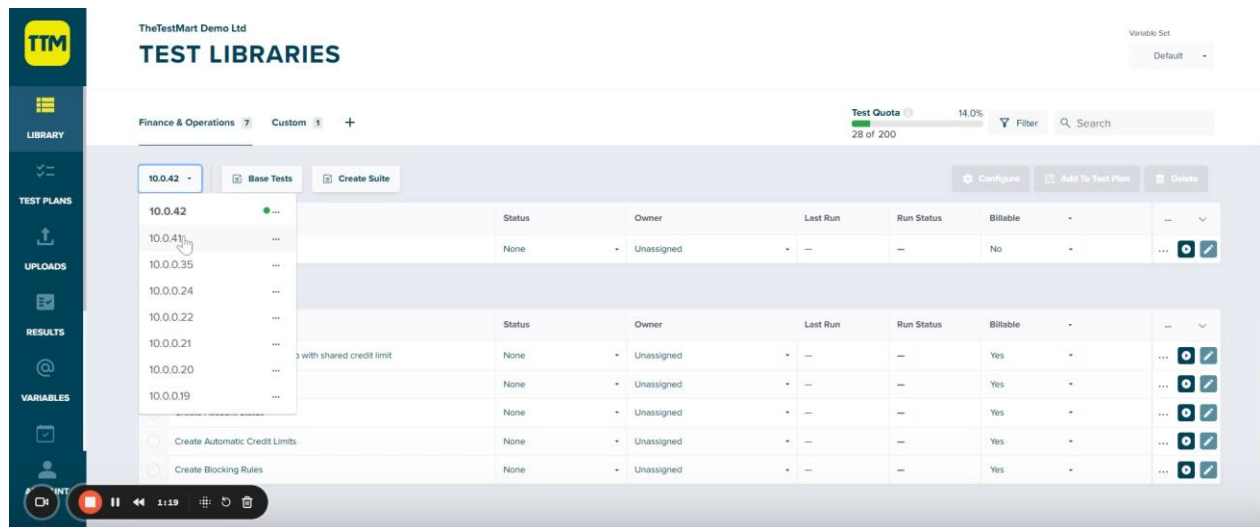 TTM
TheTestMart Demo Ltd
TEST LIBRARIES
Variable Set
Default
LIBRARY
TEST PLANS
UPLOADS
RESULTS
VARIABLES
Finance & Operations 7 Custom 1 +
Test Quota 14.0%
28 of 200
Filter
Search
10.0.42
Base Tests
Create Suite
Configure
Add To Test Plan
Delete
10.0.42 ...
10.0.41 ...
10.0.0.35 ...
10.0.0.24 ...
10.0.0.22 ...
10.0.0.21 ...
10.0.0.20 ...
10.0.0.19 ...
Status Owner Last Run Run Status Billable - ...
None Unassigned — — No - ...
Status Owner Last Run Run Status Billable - ...
with shared credit limit None Unassigned — — Yes - ...
None Unassigned — — Yes - ...
None Unassigned — — Yes - ...
Create Automatic Credit Limits None Unassigned — — Yes - ...
Create Blocking Rules None Unassigned — — Yes - ...
1:19